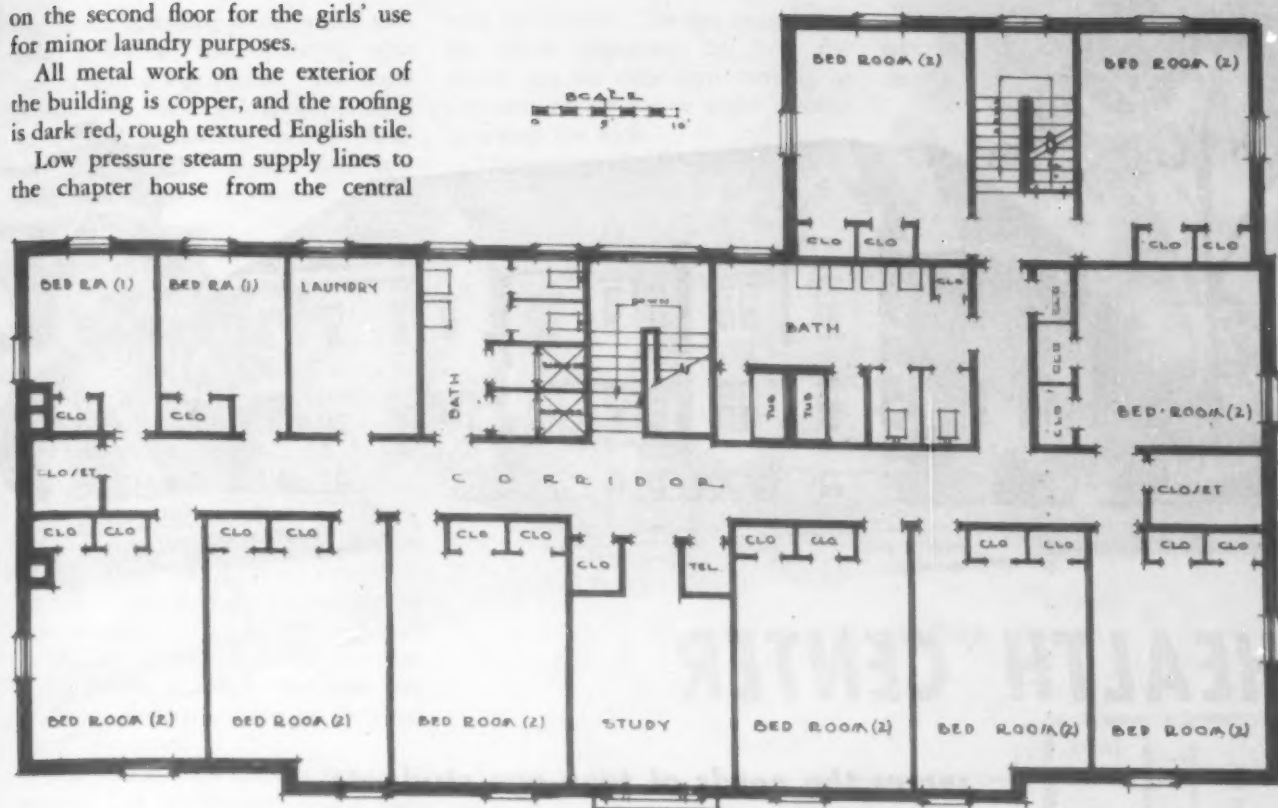 on the second floor for the girls' use
for minor laundry purposes.
All metal work on the exterior of
the building is copper, and the roofing
is dark red, rough textured English tile.
Low pressure steam supply lines to
the chapter house from the central
SCALE
0 5' 10'
BED ROOM (2)
BED ROOM (2)
CLO CLO
CLO CLO
BED RM (1)
BED RM (1)
LAUNDRY
DOWN
BATH
CLO
CLO
CLO
CLO
BED ROOM (2)
CLO
CLO
BATH
TUB
TUB
CLOSET
CORRIDOR
CLOSET
CLO CLO
CLO CLO
CLO CLO
CLO
TEL.
CLO CLO
CLO CLO
CLO CLO
BED ROOM (2)
BED ROOM (2)
BED ROOM (2)
STUDY
BED ROOM (2)
BED ROOM (2)
BED ROOM (2)